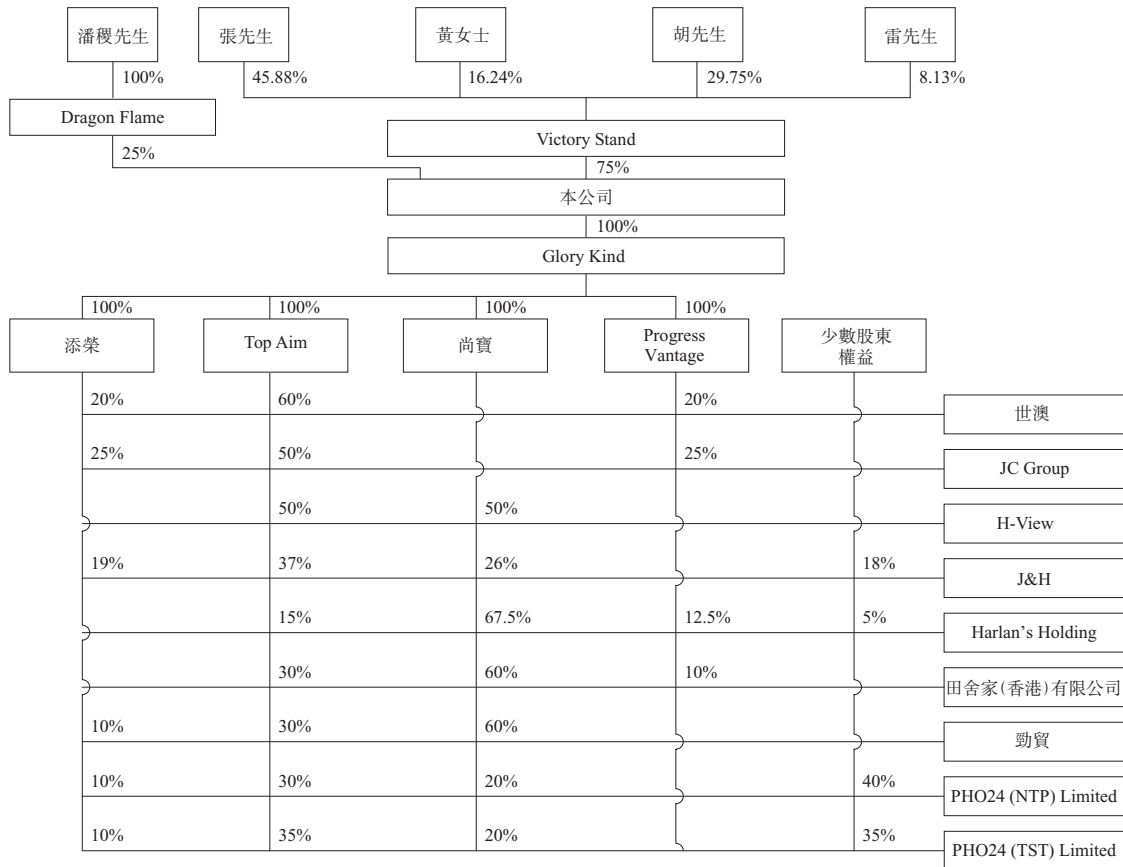 潘稷先生
張先生
黃女士
胡先生
雷先生
100%
45.88%
16.24%
29.75%
8.13%
Dragon Flame
Victory Stand
25%
75%
本公司
100%
Glory Kind
100%
100%
100%
100%
添榮
Top Aim
尚寶
Progress
Vantage
少數股東
權益
20%
60%
20%
世澳
25%
50%
25%
JC Group
50%
50%
H-View
19%
37%
26%
18%
J&H
15%
67.5%
12.5%
5%
Harlan's Holding
30%
60%
10%
田舍家(香港)有限公司
10%
30%
60%
勁貿
10%
30%
20%
40%
PHO24 (NTP) Limited
10%
35%
20%
35%
PHO24 (TST) Limited